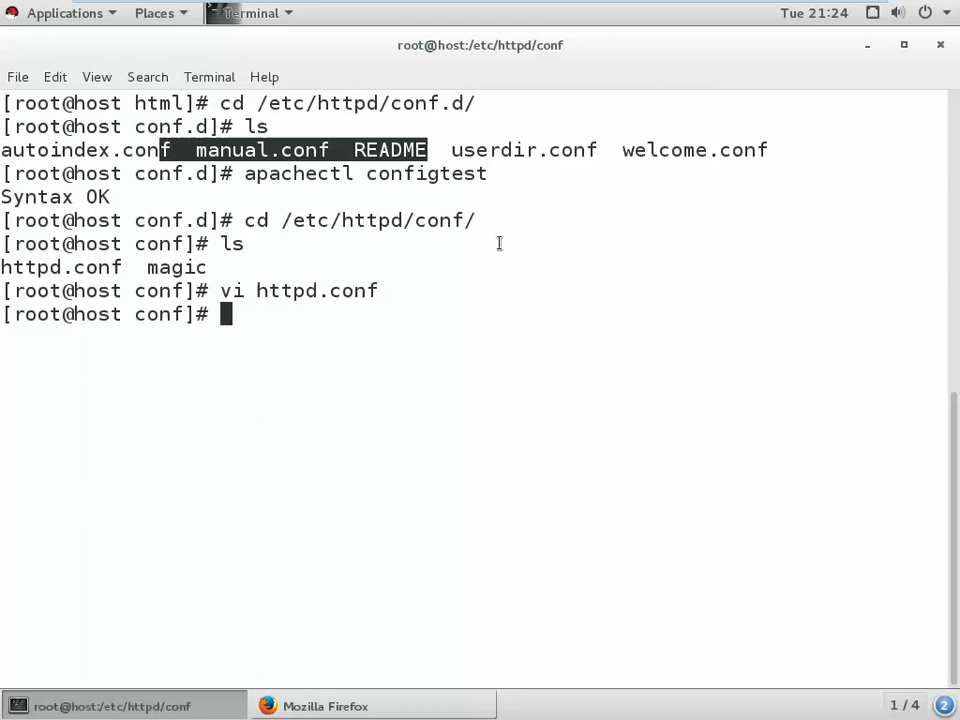 Applications Places Terminal Tue 21:24
root@host:/etc/httpd/conf
File Edit View Search Terminal Help
[root@host html]# cd /etc/httpd/conf.d/
[root@host conf.d]# ls
autoindex.conf  manual.conf  README  userdir.conf  welcome.conf
[root@host conf.d]# apachectl configtest
Syntax OK
[root@host conf.d]# cd /etc/httpd/conf/
[root@host conf]# ls
httpd.conf  magic
[root@host conf]# vi httpd.conf
[root@host conf]#
root@host:/etc/httpd/conf Mozilla Firefox 1 / 4 2